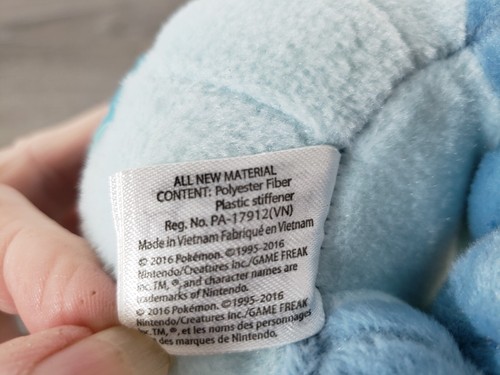 ALL NEW MATERIAL
CONTENT: Polyester Fiber
Plastic stiffener
Reg. No. PA-17912(VN)
Made in Vietnam Fabriqué en Vietnam
© 2016 Pokémon. ©1995-2016
Nintendo/Creatures Inc./GAME FREAK
inc. TM, ®, and character names are
trademarks of Nintendo.
© 2016 Pokémon. ©1995-2016
Nintendo/Creatures Inc./GAME FREAK
TM, ®, et les noms des personnages
des marques de Nintendo.